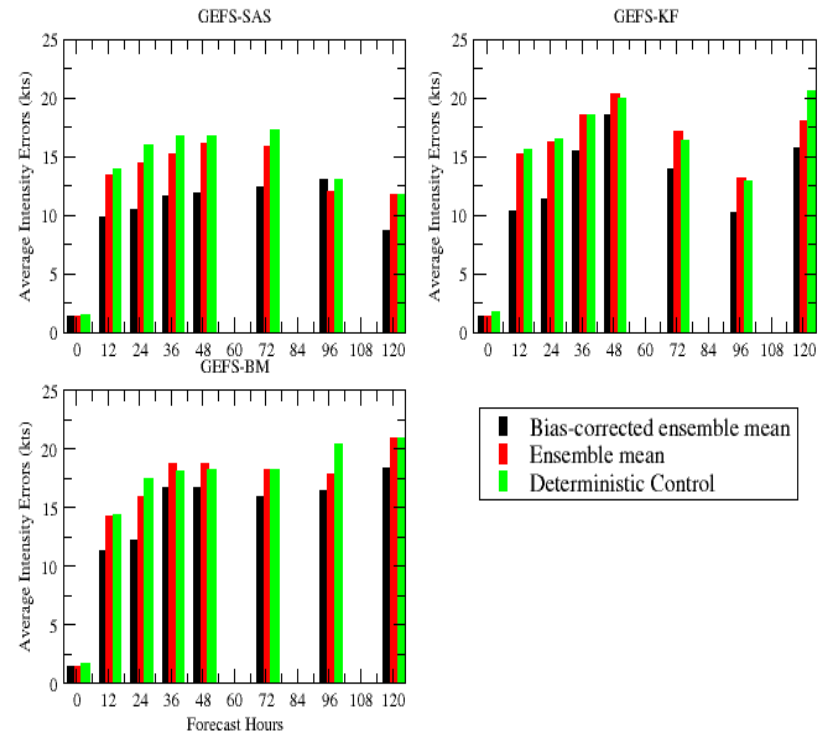 GEFS-SAS
25
20
15
10
5
0
Average Intensity Errors (kts)
0 12 24 36 48 60 72 84 96 108 120
GEFS-KF
25
20
15
10
5
0
Average Intensity Errors (kts)
0 12 24 36 48 60 72 84 96 108 120
GEFS-BM
25
20
15
10
5
0
Average Intensity Errors (kts)
0 12 24 36 48 60 72 84 96 108 120
Forecast Hours
Bias-corrected ensemble mean
Ensemble mean
Deterministic Control